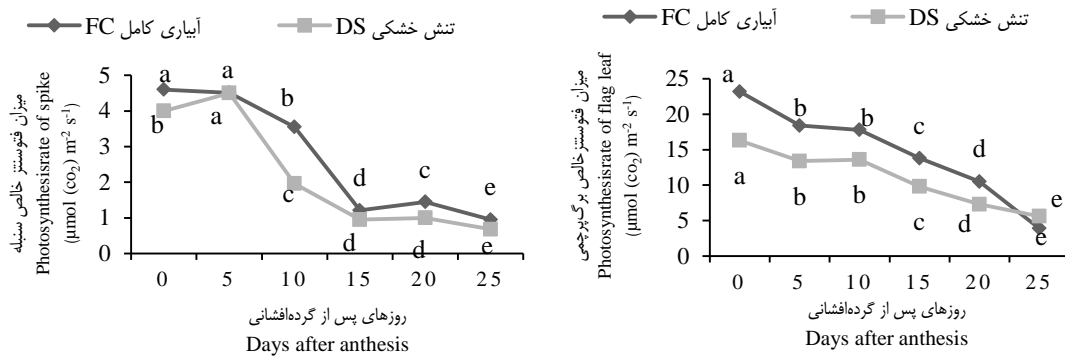 FC آبیاری کامل
DS تنش خشکی
میزان فتوسنتز خالص سنبله
Photosynthesisrate of spike
(µmol (co₂) m⁻² s⁻¹)
5
4
3
2
1
0
a
a
b
d
c
e
b
a
c
d
d
e
0 5 10 15 20 25
روزهای پس از گرده‌افشانی
Days after anthesis
FC آبیاری کامل
DS تنش خشکی
میزان فتوسنتز خالص برگ‌پرچمی
Photosynthesisrate of flag leaf
(µmol (co₂) m⁻² s⁻¹)
25
20
15
10
5
0
a
b
b
c
d
e
a
b
b
c
d
e
0 5 10 15 20 25
روزهای پس از گرده‌افشانی
Days after anthesis